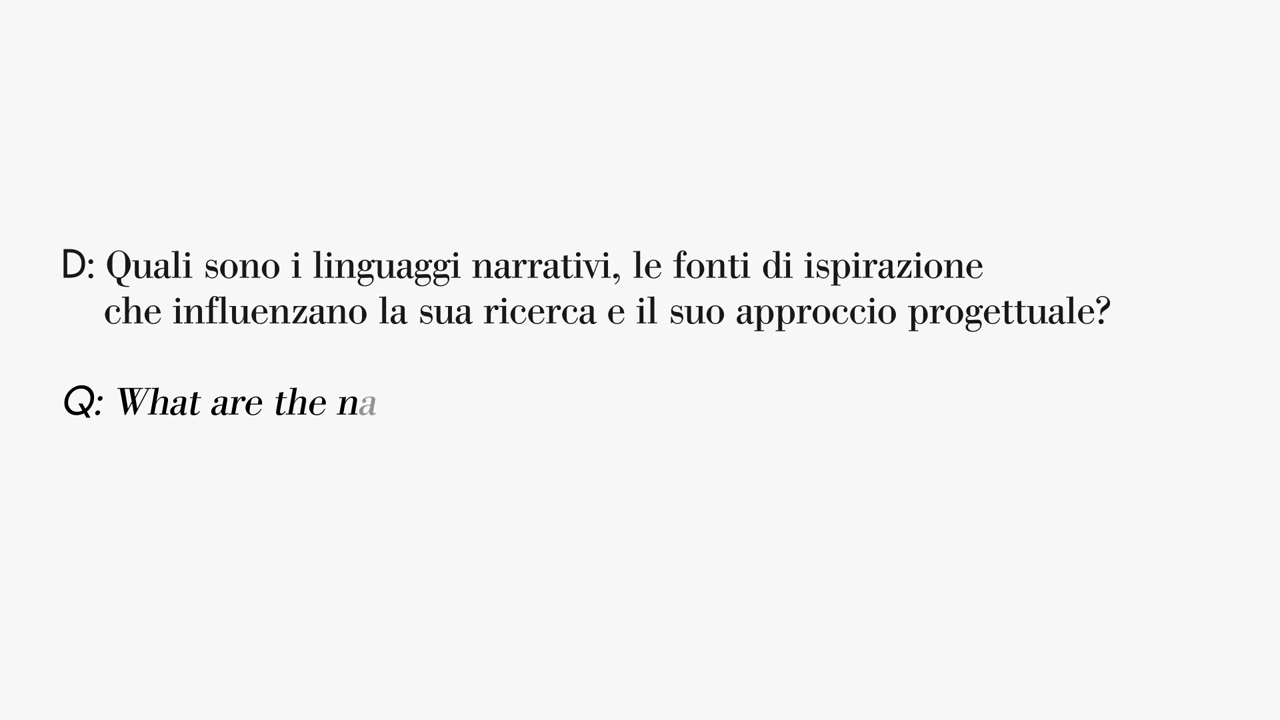 D: Quali sono i linguaggi narrativi, le fonti di ispirazione
che influenzano la sua ricerca e il suo approccio progettuale?
Q: What are the na